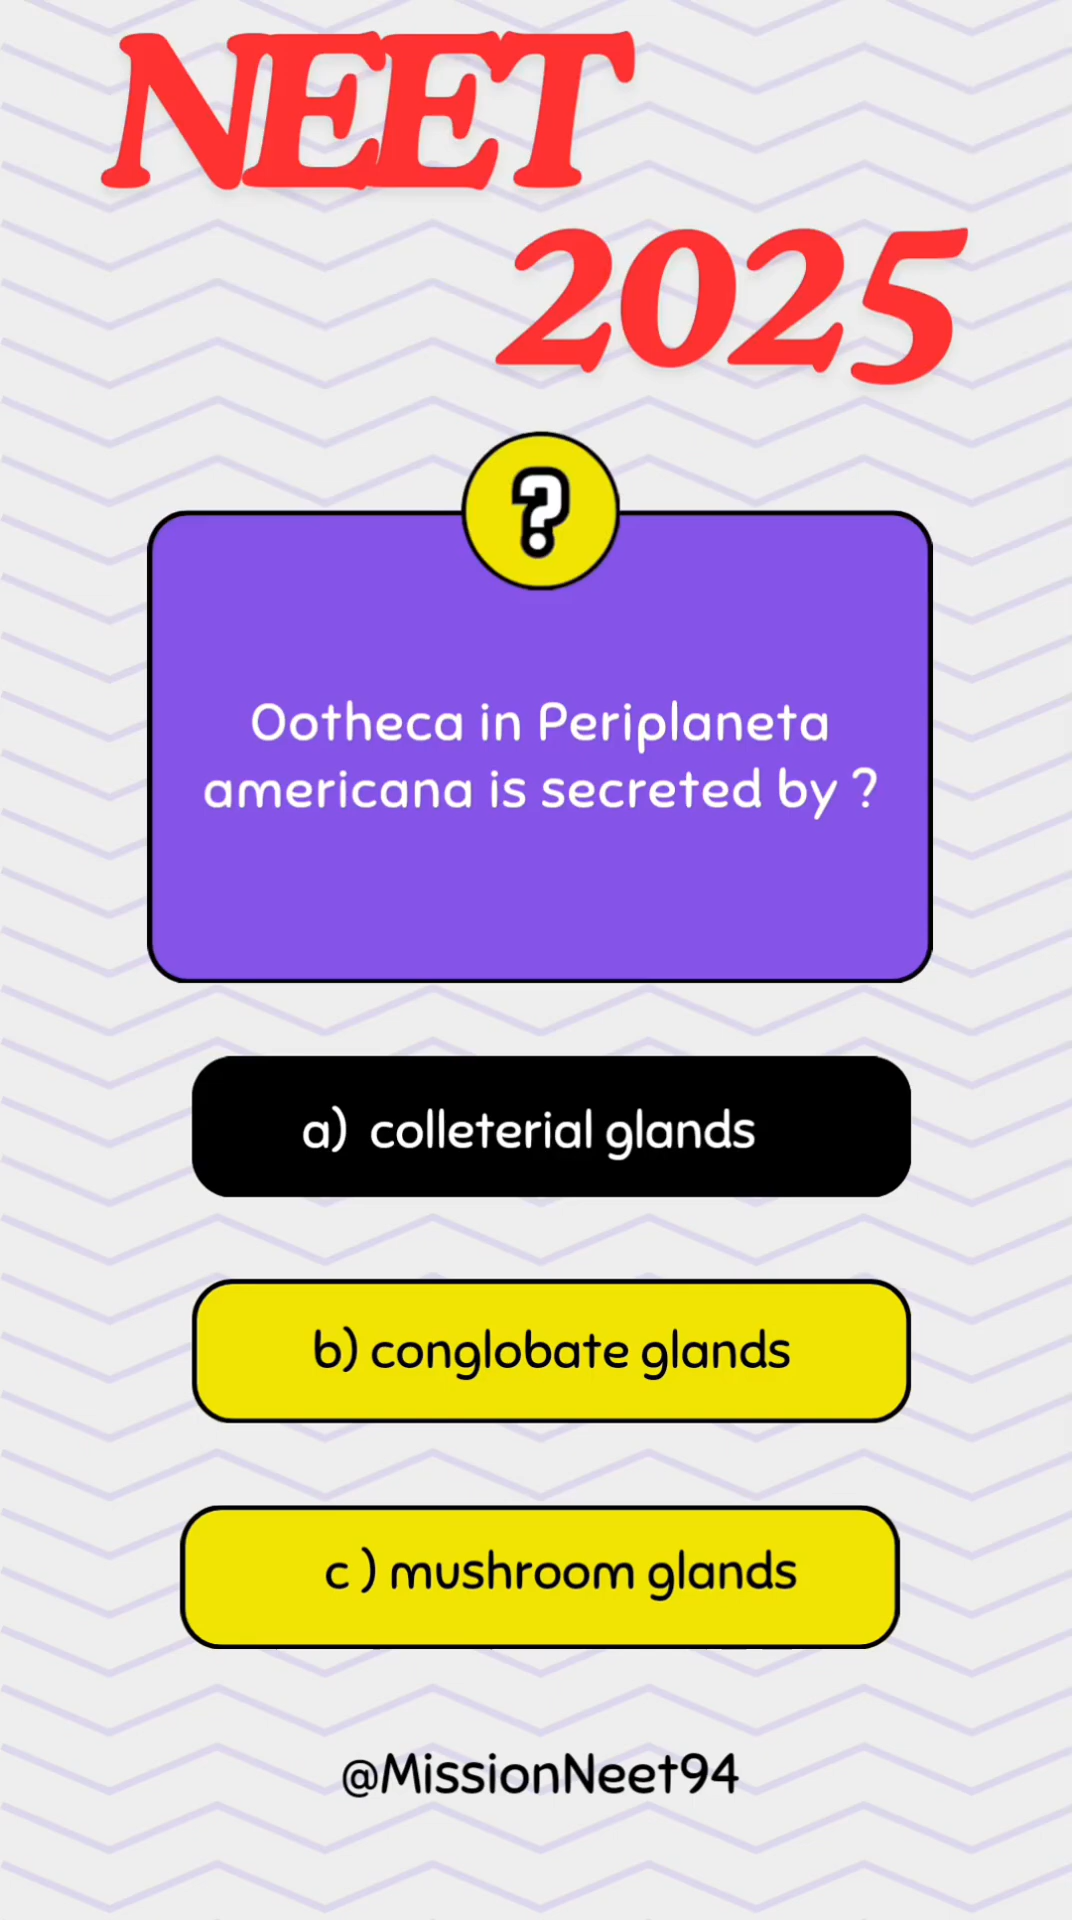 NEET
2025
?
Ootheca in Periplaneta
americana is secreted by ?
a) colleterial glands
b) conglobate glands
c ) mushroom glands
@MissionNeet94